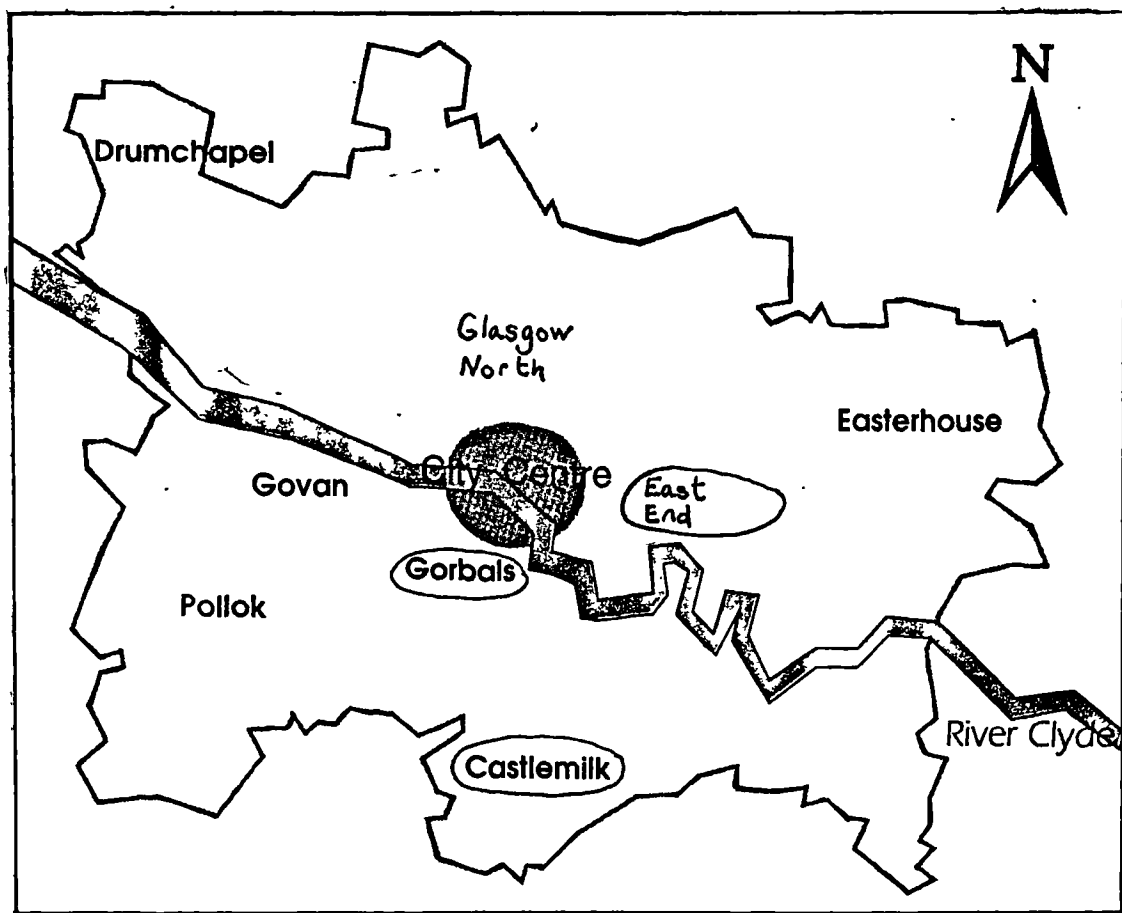 N
Drumchapel
Glasgow
North
Easterhouse
City Centre
Govan
East
End
Gorbals
Pollok
River Clyde
Castlemilk